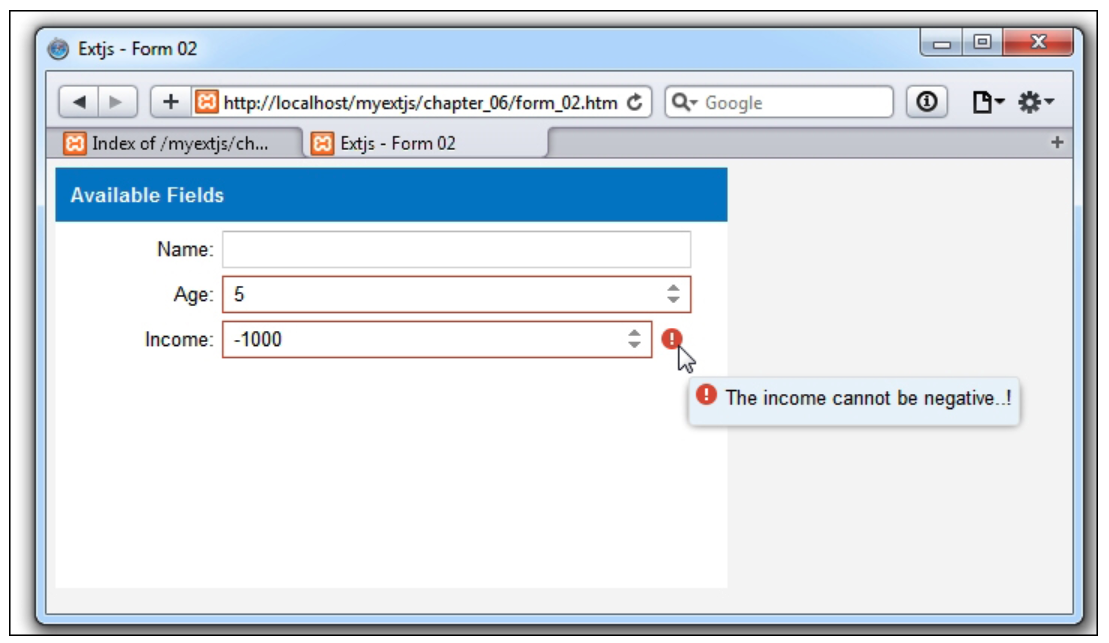 Extjs - Form 02
http://localhost/myextjs/chapter_06/form_02.htm
Google
Index of /myextjs/ch...
Extjs - Form 02
Available Fields
Name:
Age: 5
Income: -1000
The income cannot be negative..!